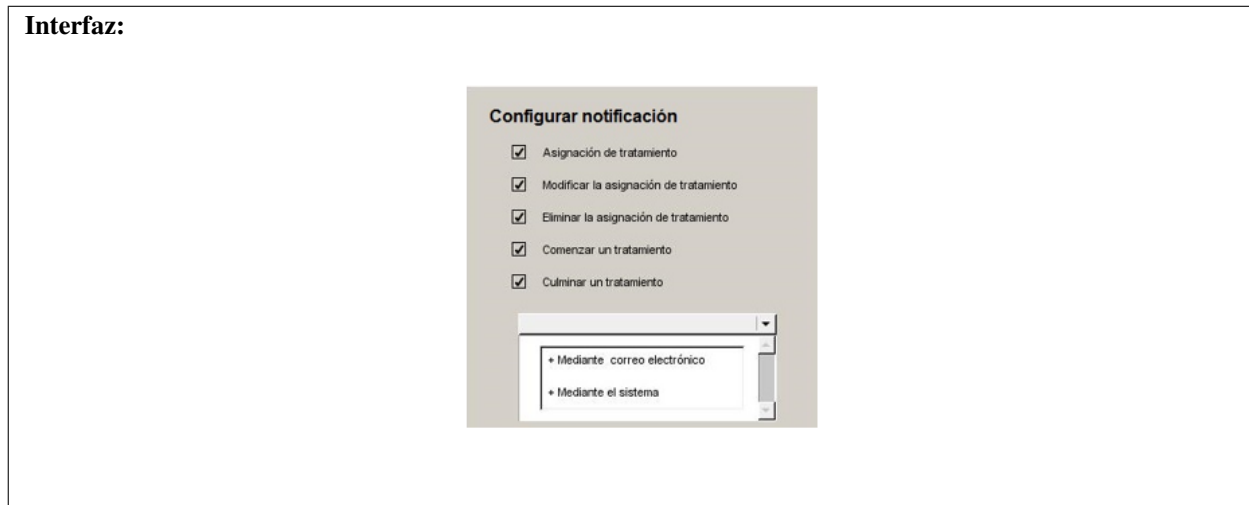 Interfaz:
Configurar notificación
Asignación de tratamiento
Modificar la asignación de tratamiento
Eliminar la asignación de tratamiento
Comenzar un tratamiento
Culminar un tratamiento
+ Mediante correo electrónico
+ Mediante el sistema